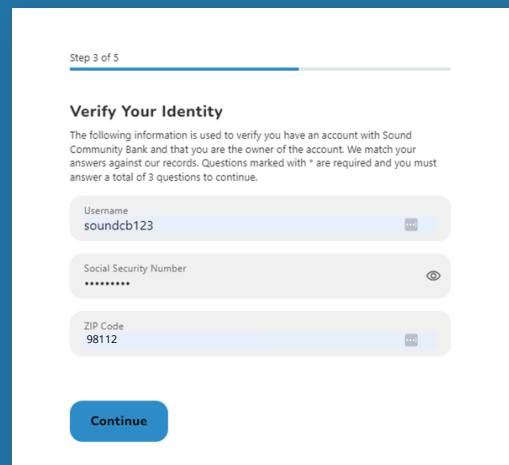 Step 3 of 5
Verify Your Identity
The following information is used to verify you have an account with Sound
Community Bank and that you are the owner of the account. We match your
answers against our records. Questions marked with * are required and you must
answer a total of 3 questions to continue.
Username
soundcb123
Social Security Number
•••••••••
ZIP Code
98112
Continue